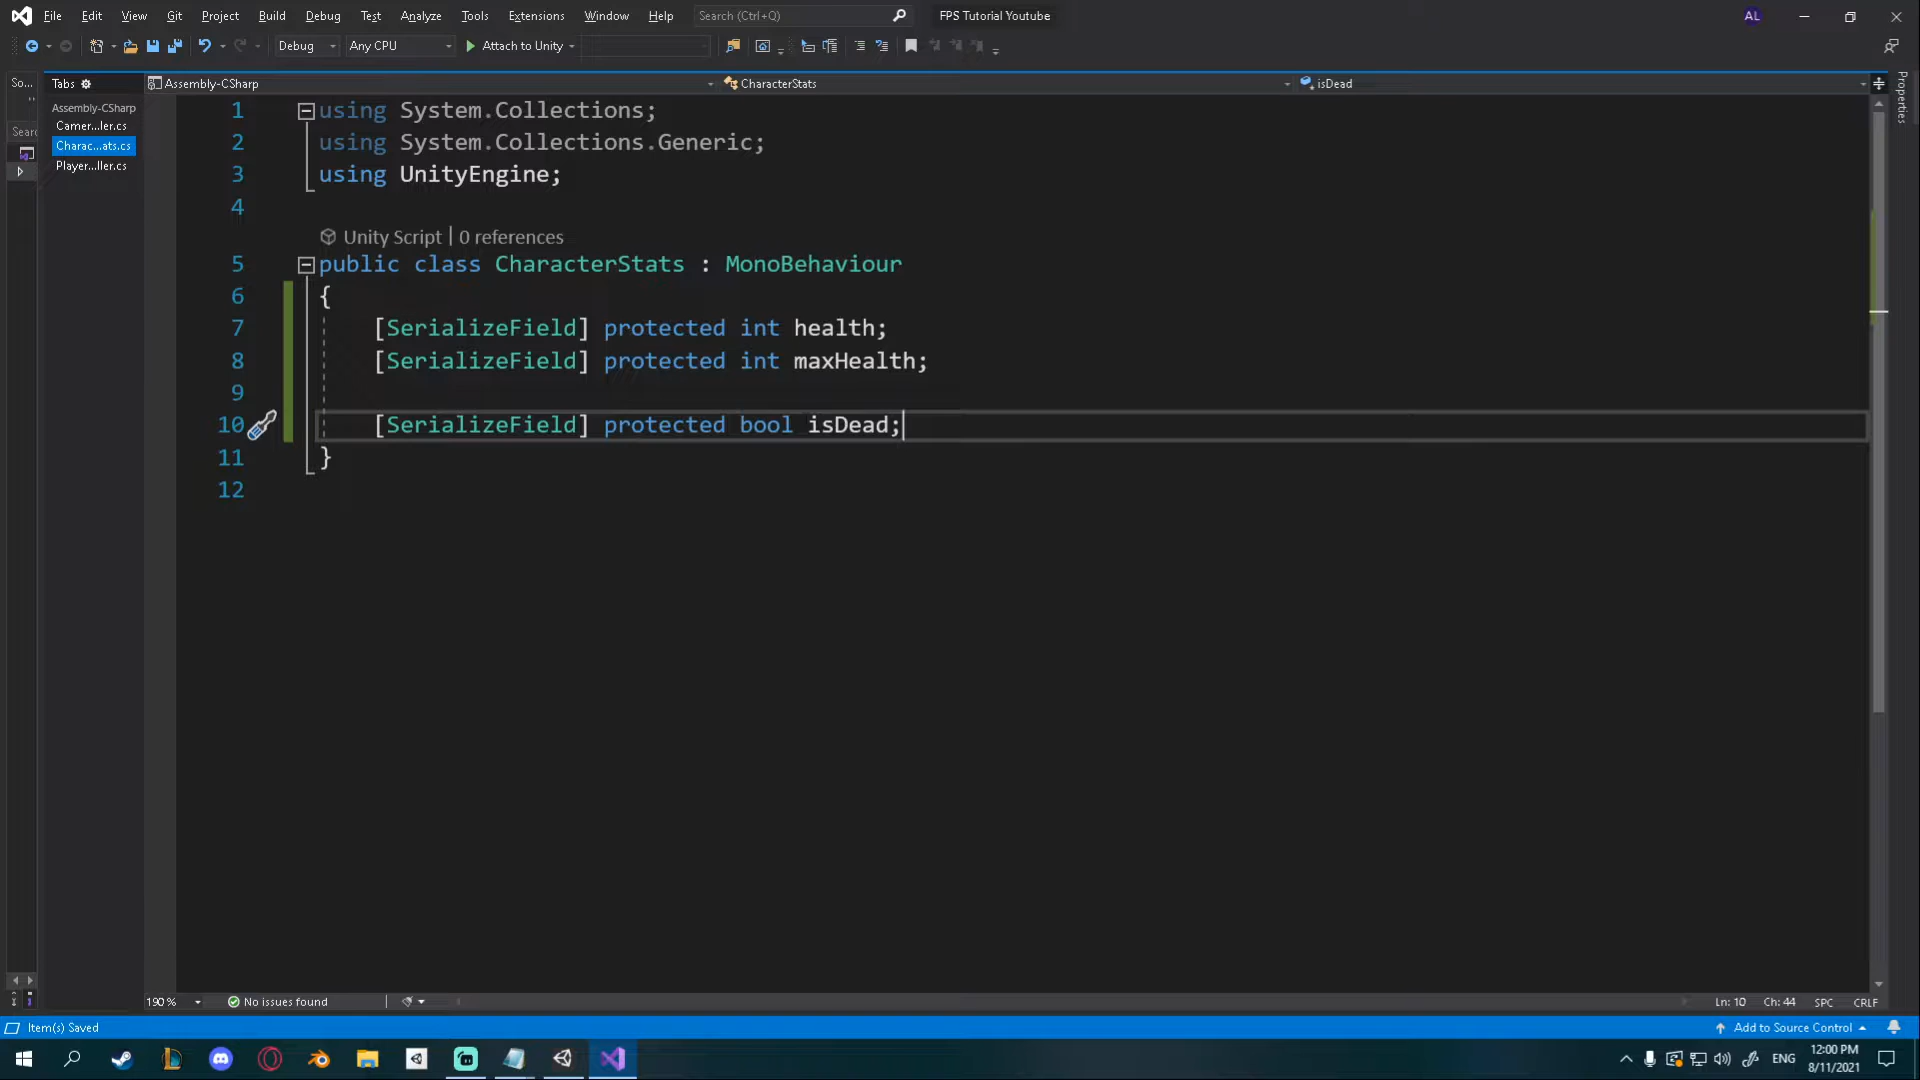 File Edit View Git Project Build Debug Test Analyze Tools Extensions Window Help Search (Ctrl+Q) FPS Tutorial Youtube AL
Debug Any CPU Attach to Unity
So... Tabs Assembly-CSharp CharacterStats isDead
Properties
Assembly-CSharp
Camer...ler.cs
Searc
Charac...ats.cs
Player...ller.cs
1 using System.Collections;
2 using System.Collections.Generic;
3 using UnityEngine;
4
Unity Script | 0 references
5 public class CharacterStats : MonoBehaviour
6 {
7 [SerializeField] protected int health;
8 [SerializeField] protected int maxHealth;
9
10 [SerializeField] protected bool isDead;
11 }
12
190 % No issues found Ln: 10 Ch: 44 SPC CRLF
Item(s) Saved Add to Source Control
ENG 12:00 PM
8/11/2021